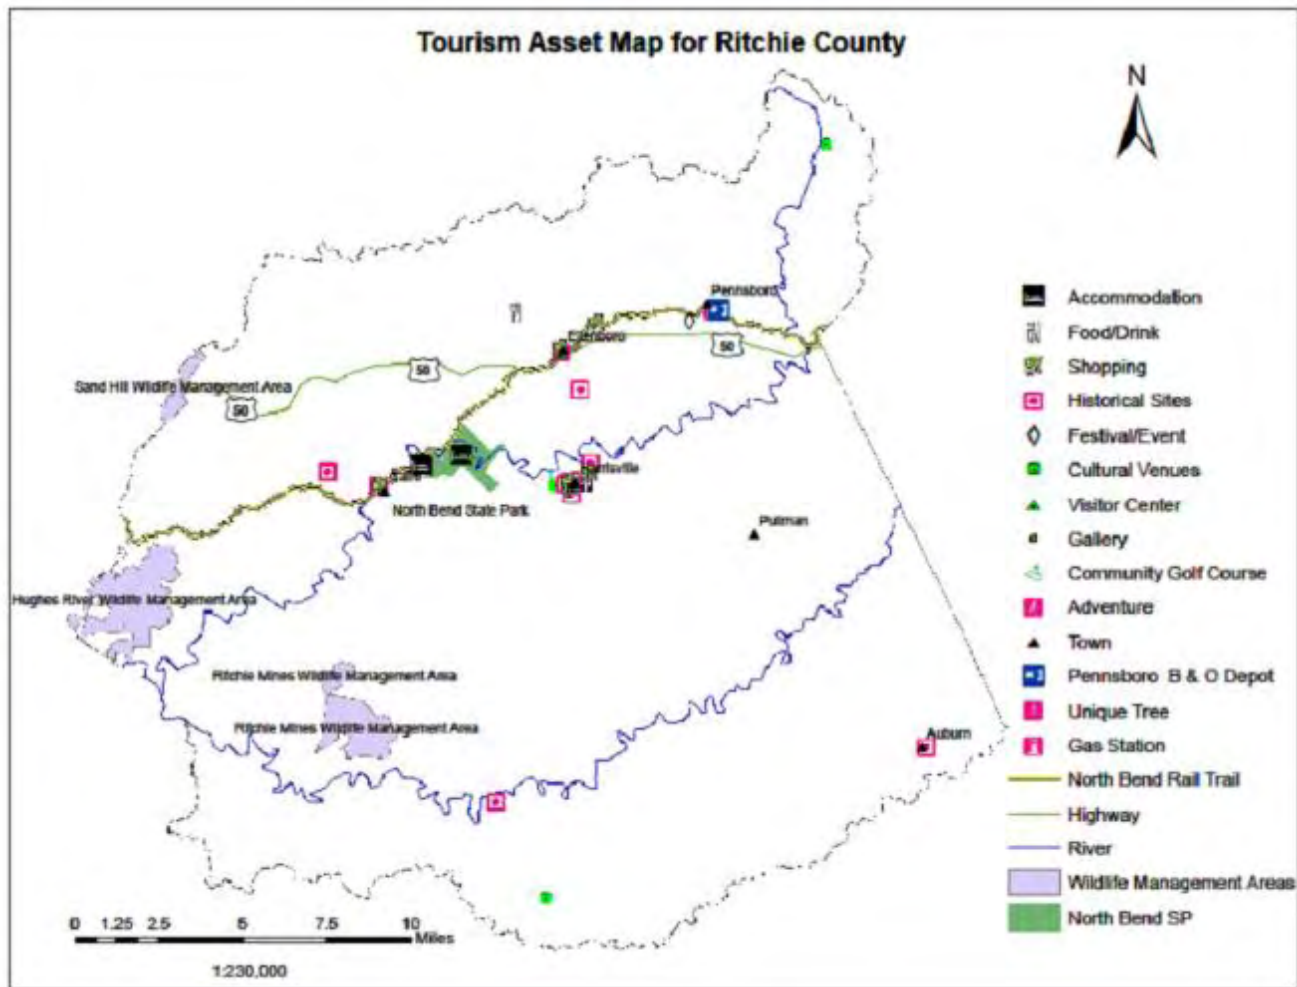 Tourism Asset Map for Ritchie County
N
Pennsboro
Ellenboro
50
50
50
Sand Hill Wildlife Management Area
North Bend State Park
Putman
Hughes River Wildlife Management Area
Ritchie Mines Wildlife Management Area
Ritchie Mines Wildlife Management Area
Auburn
Accommodation
Food/Drink
Shopping
Historical Sites
Festival/Event
Cultural Venues
Visitor Center
Gallery
Community Golf Course
Adventure
Town
Pennsboro B & O Depot
Unique Tree
Gas Station
North Bend Rail Trail
Highway
River
Wildlife Management Areas
North Bend SP
0 1.25 2.5 5 7.5 10
Miles
1:230,000